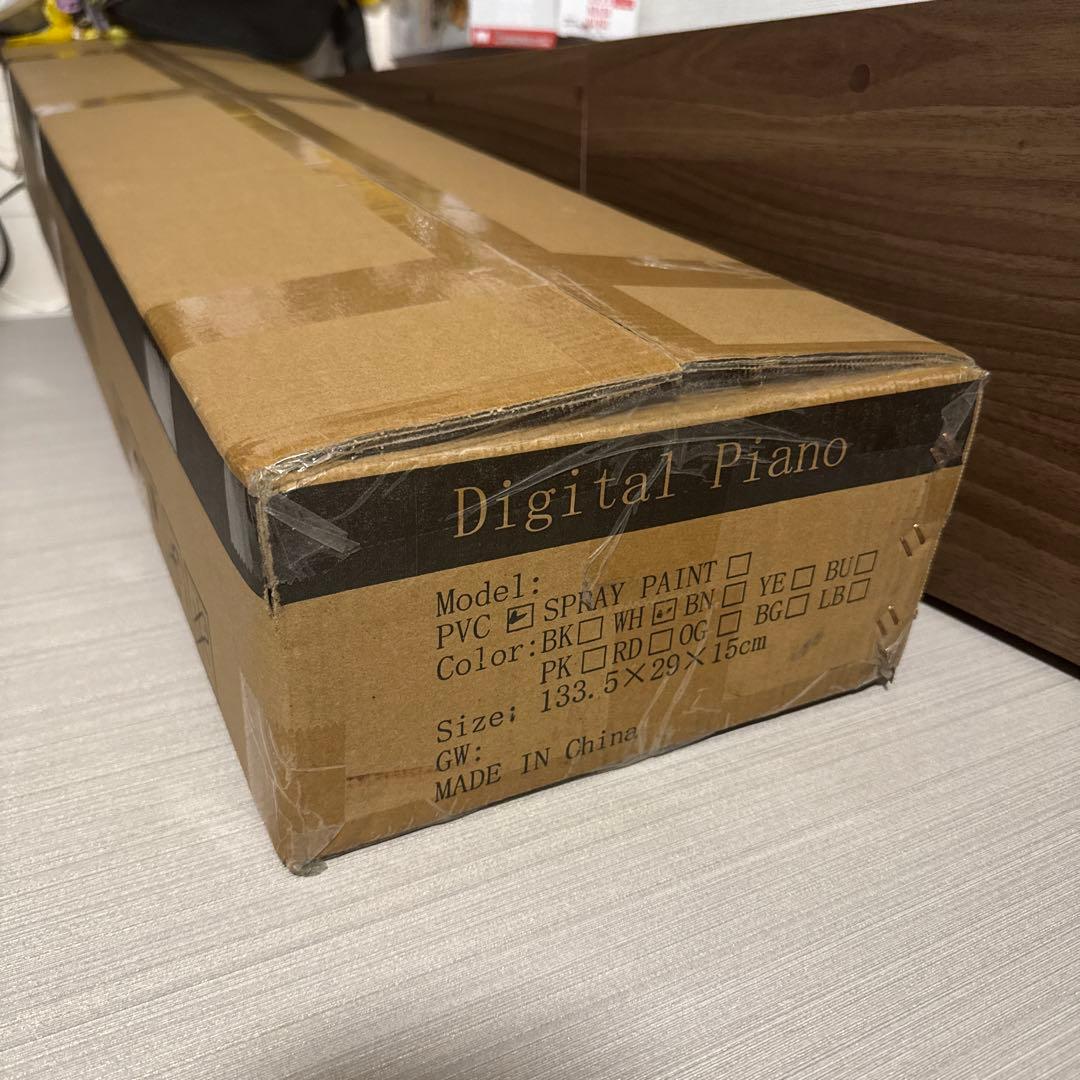 Digital Piano
Model:
PVC ☑ SPRAY PAINT □
Color:BK□ WH☑ BN□ YE□ BU□
PK□ RD□ OG□ BG□ LB□
Size: 133.5×29×15cm
GW:
MADE IN China